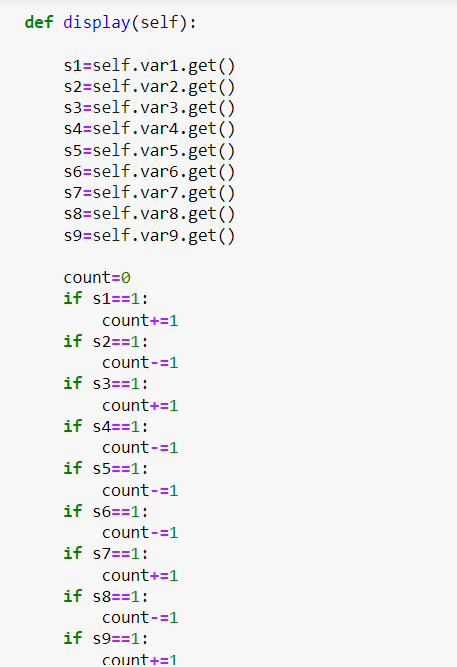 def display(self):
s1=self.var1.get()
s2=self.var2.get()
s3=self.var3.get()
s4=self.var4.get()
s5=self.var5.get()
s6=self.var6.get()
s7=self.var7.get()
s8=self.var8.get()
s9=self.var9.get()
count=0
if s1==1:
count+=1
if s2==1:
count-=1
if s3==1:
count+=1
if s4==1:
count-=1
if s5==1:
count-=1
if s6==1:
count-=1
if s7==1:
count+=1
if s8==1:
count-=1
if s9==1:
count+=1